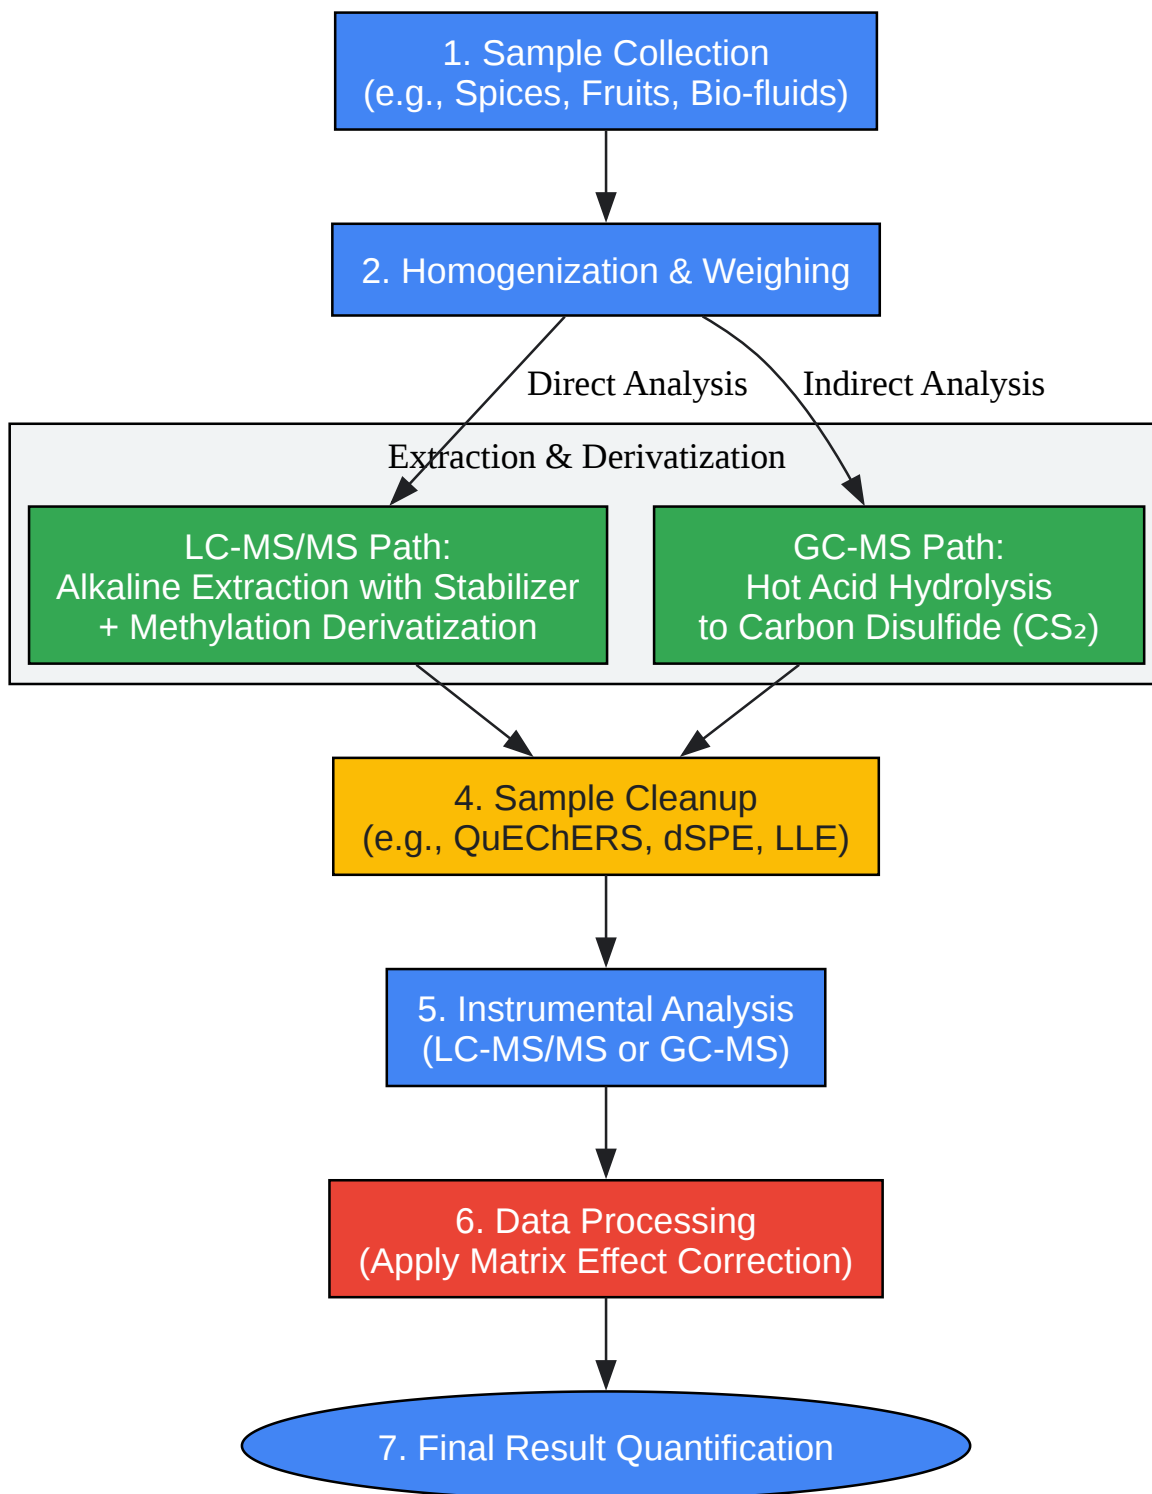 1. Sample Collection
(e.g., Spices, Fruits, Bio-fluids)
2. Homogenization & Weighing
Direct Analysis
Indirect Analysis
Extraction & Derivatization
LC-MS/MS Path:
Alkaline Extraction with Stabilizer
+ Methylation Derivatization
GC-MS Path:
Hot Acid Hydrolysis
to Carbon Disulfide (CS₂)
4. Sample Cleanup
(e.g., QuEChERS, dSPE, LLE)
5. Instrumental Analysis
(LC-MS/MS or GC-MS)
6. Data Processing
(Apply Matrix Effect Correction)
7. Final Result Quantification